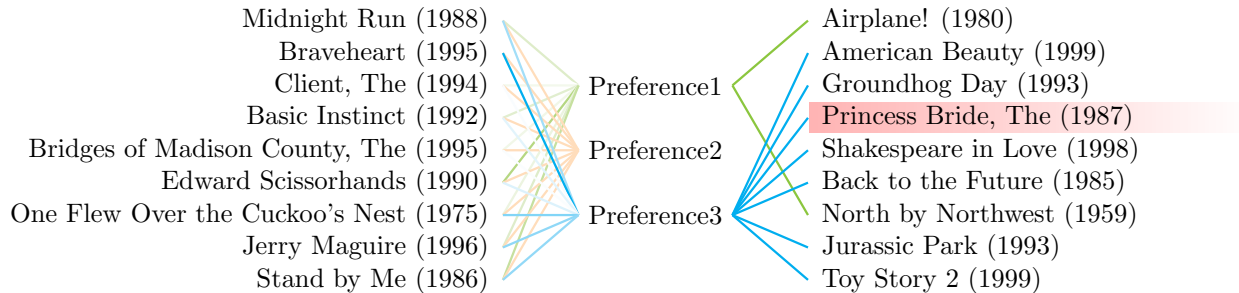 Midnight Run (1988)
Braveheart (1995)
Client, The (1994)
Basic Instinct (1992)
Bridges of Madison County, The (1995)
Edward Scissorhands (1990)
One Flew Over the Cuckoo's Nest (1975)
Jerry Maguire (1996)
Stand by Me (1986)
Preference1
Preference2
Preference3
Airplane! (1980)
American Beauty (1999)
Groundhog Day (1993)
Princess Bride, The (1987)
Shakespeare in Love (1998)
Back to the Future (1985)
North by Northwest (1959)
Jurassic Park (1993)
Toy Story 2 (1999)